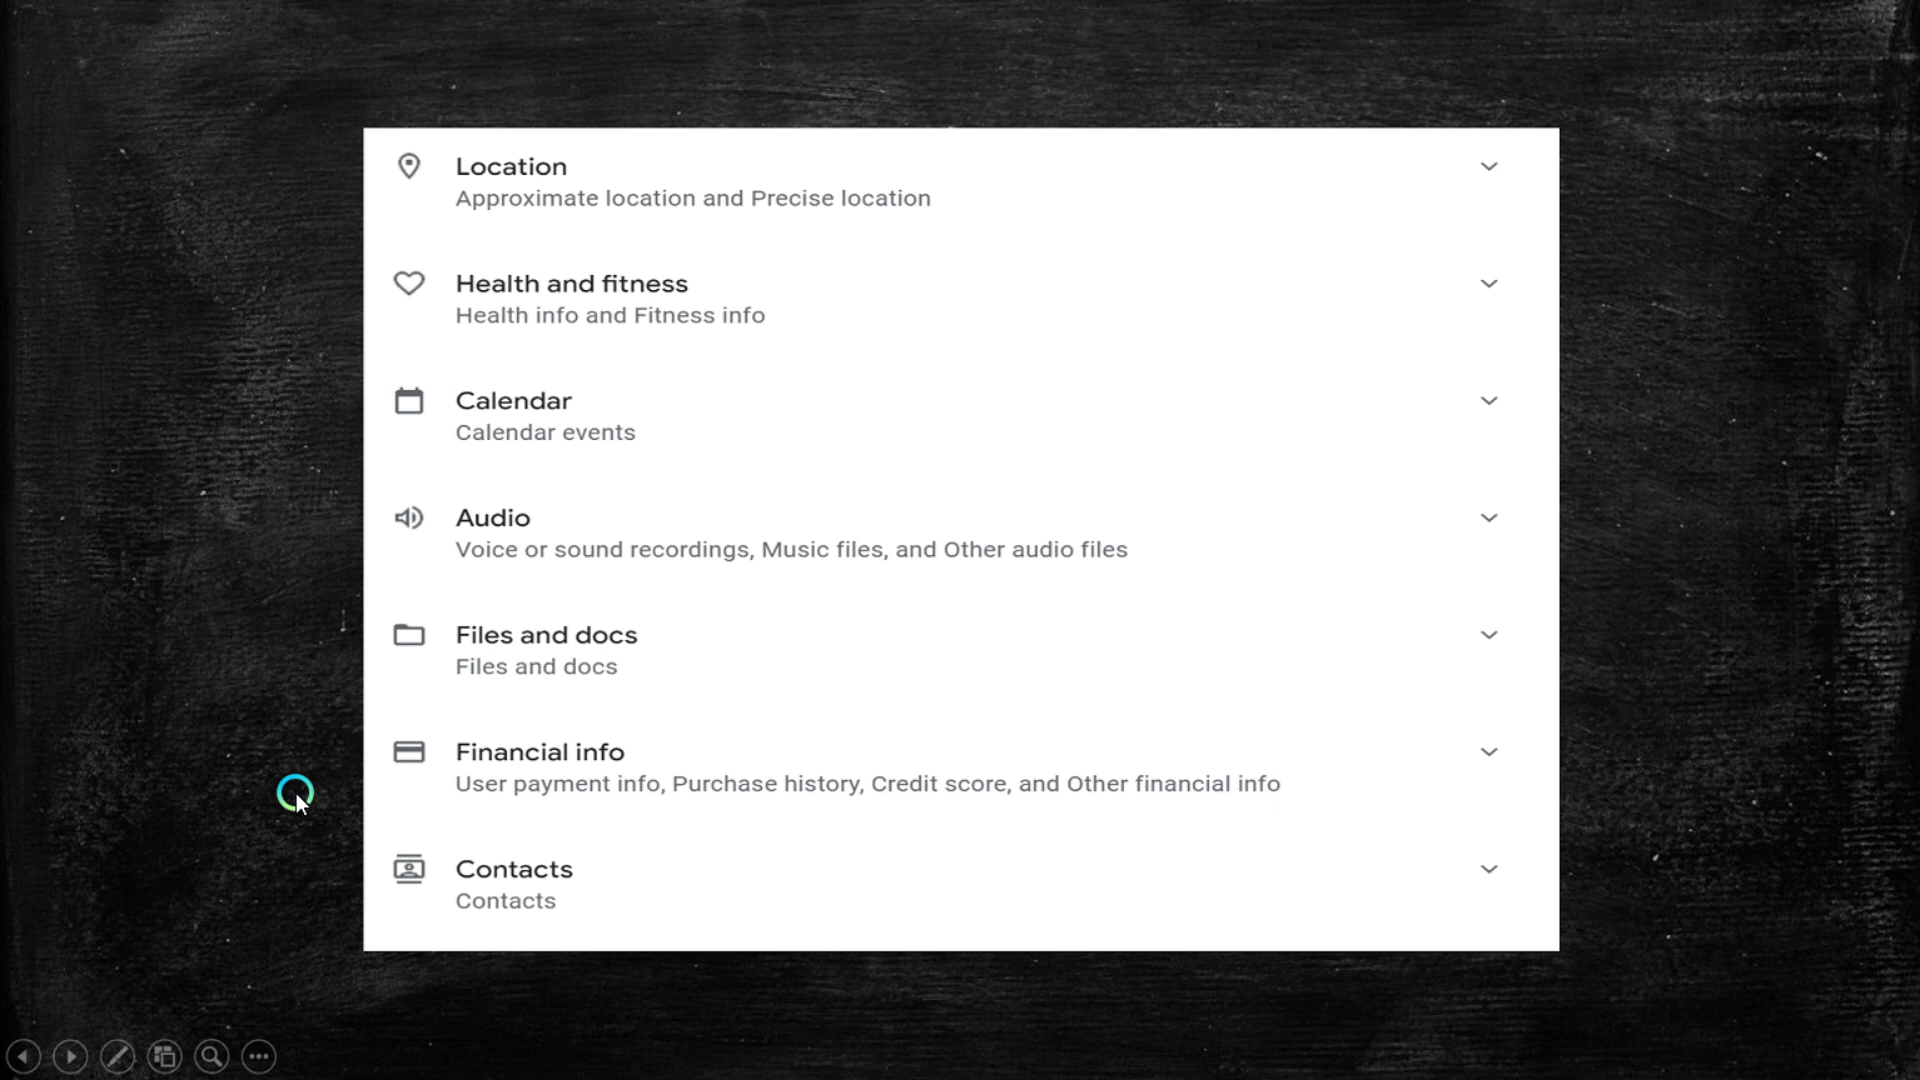 Location
Approximate location and Precise location
Health and fitness
Health info and Fitness info
Calendar
Calendar events
Audio
Voice or sound recordings, Music files, and Other audio files
Files and docs
Files and docs
Financial info
User payment info, Purchase history, Credit score, and Other financial info
Contacts
Contacts